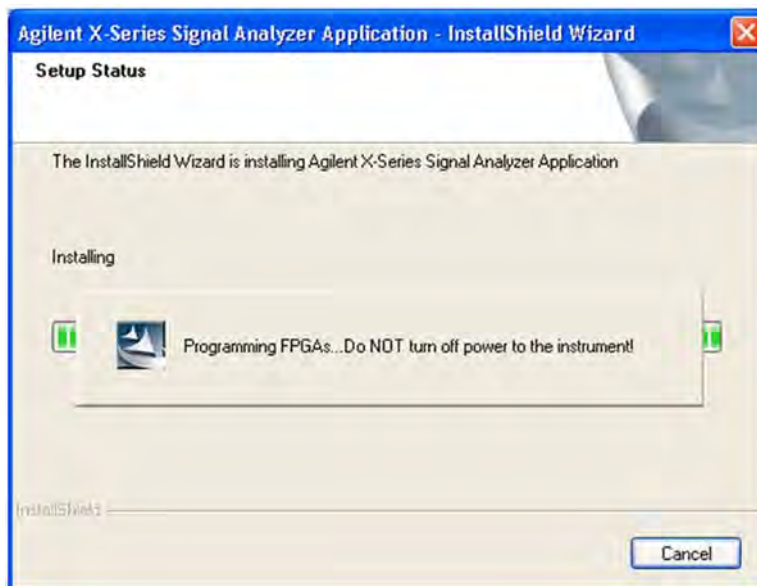 Agilent X-Series Signal Analyzer Application - InstallShield Wizard
Setup Status
The InstallShield Wizard is installing Agilent X-Series Signal Analyzer Application
Installing
Programming FPGAs...Do NOT turn off power to the instrument!
InstallShield
Cancel